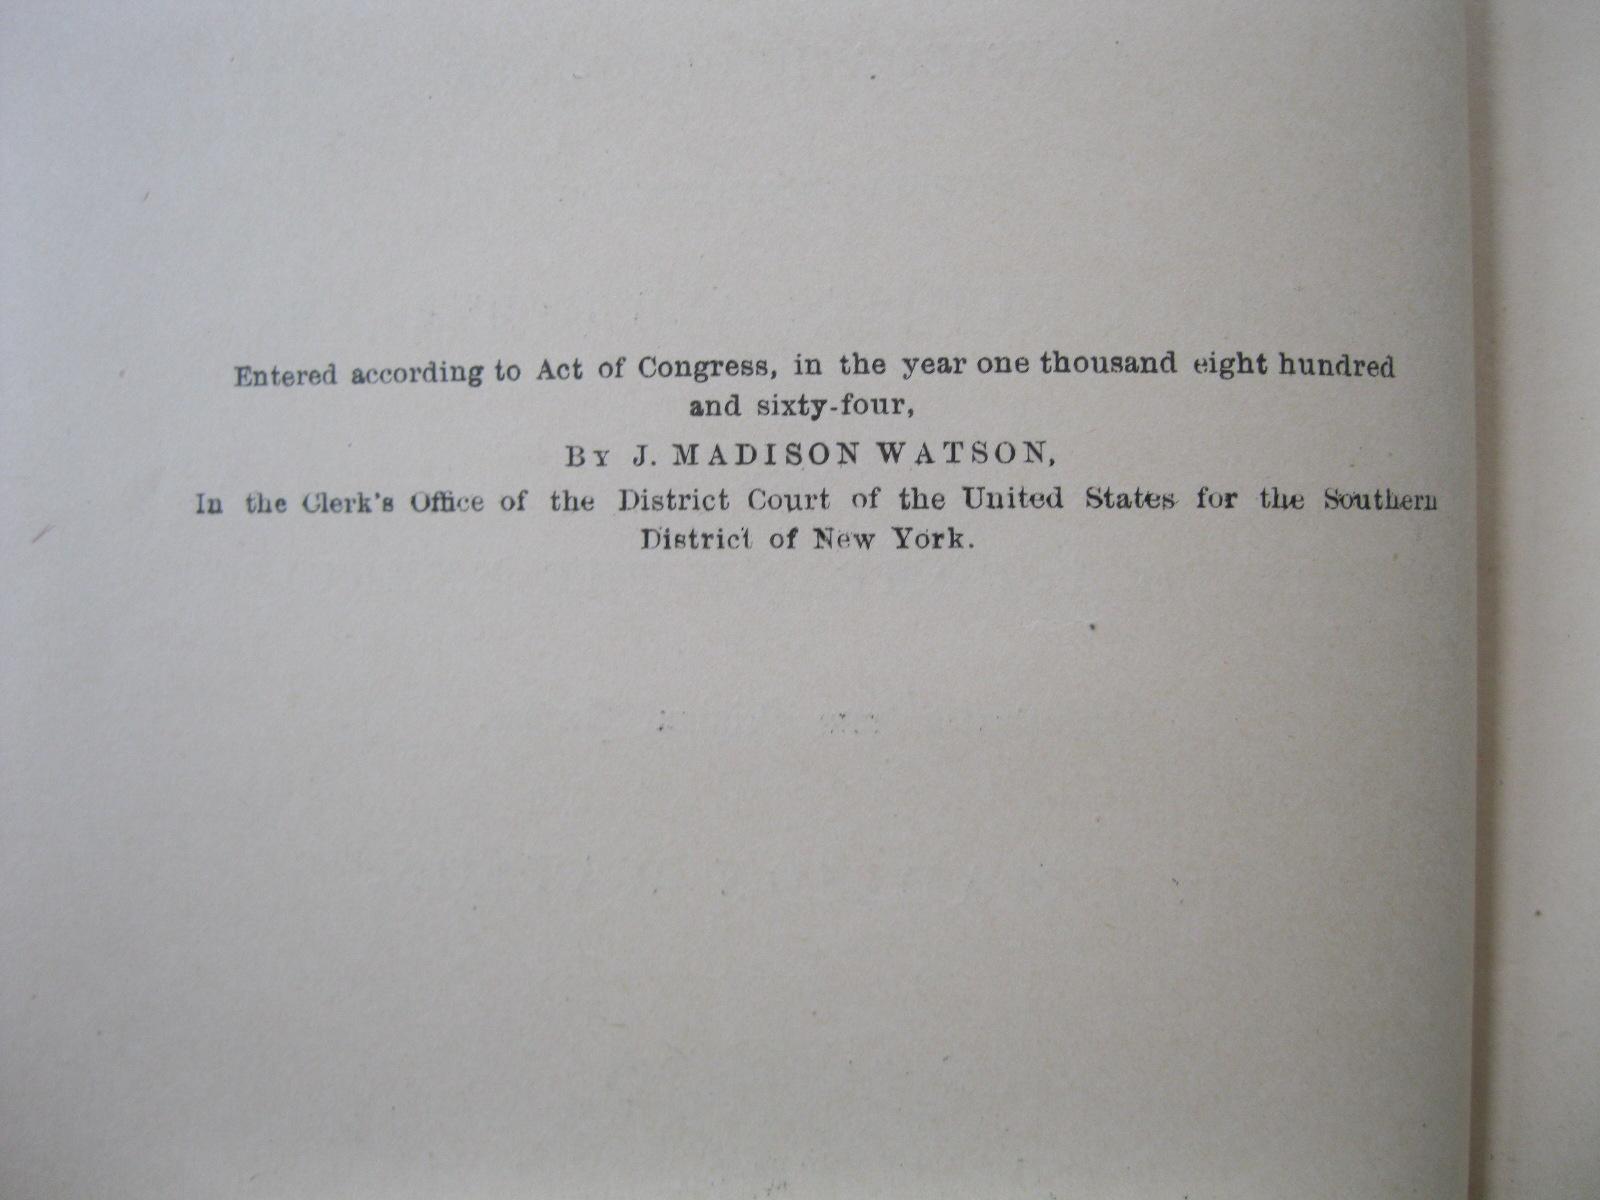 Entered according to Act of Congress, in the year one thousand eight hundred
and sixty-four,
BY J. MADISON WATSON,
In the Clerk's Office of the District Court of the United States for the Southern
District of New York.